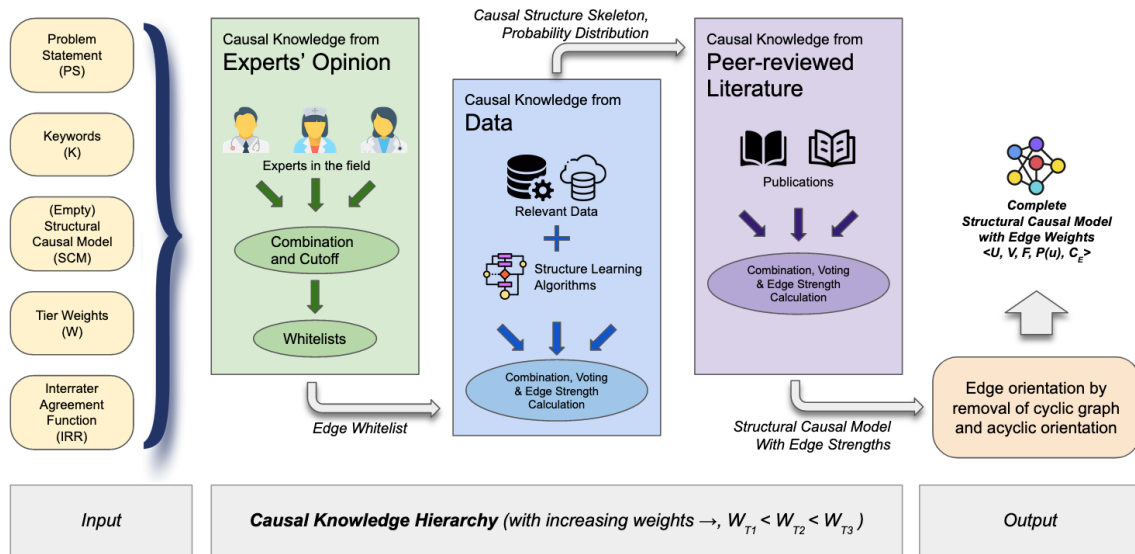 Problem
Statement
(PS)
Keywords
(K)
(Empty)
Structural
Causal Model
(SCM)
Tier Weights
(W)
Interrater
Agreement
Function
(IRR)
Causal Knowledge from
Experts' Opinion
Experts in the field
Combination
and Cutoff
Whitelists
Edge Whitelist
Causal Knowledge from
Data
Relevant Data
Structure Learning
Algorithms
Combination, Voting
& Edge Strength
Calculation
Causal Structure Skeleton,
Probability Distribution
Causal Knowledge from
Peer-reviewed
Literature
Publications
Combination, Voting
& Edge Strength
Calculation
Structural Causal Model
With Edge Strengths
Complete
Structural Causal Model
with Edge Weights
<U, V, F, P(u), C_E>
Edge orientation by
removal of cyclic graph
and acyclic orientation
Input
Causal Knowledge Hierarchy (with increasing weights →, W_T1 < W_T2 < W_T3 )
Output